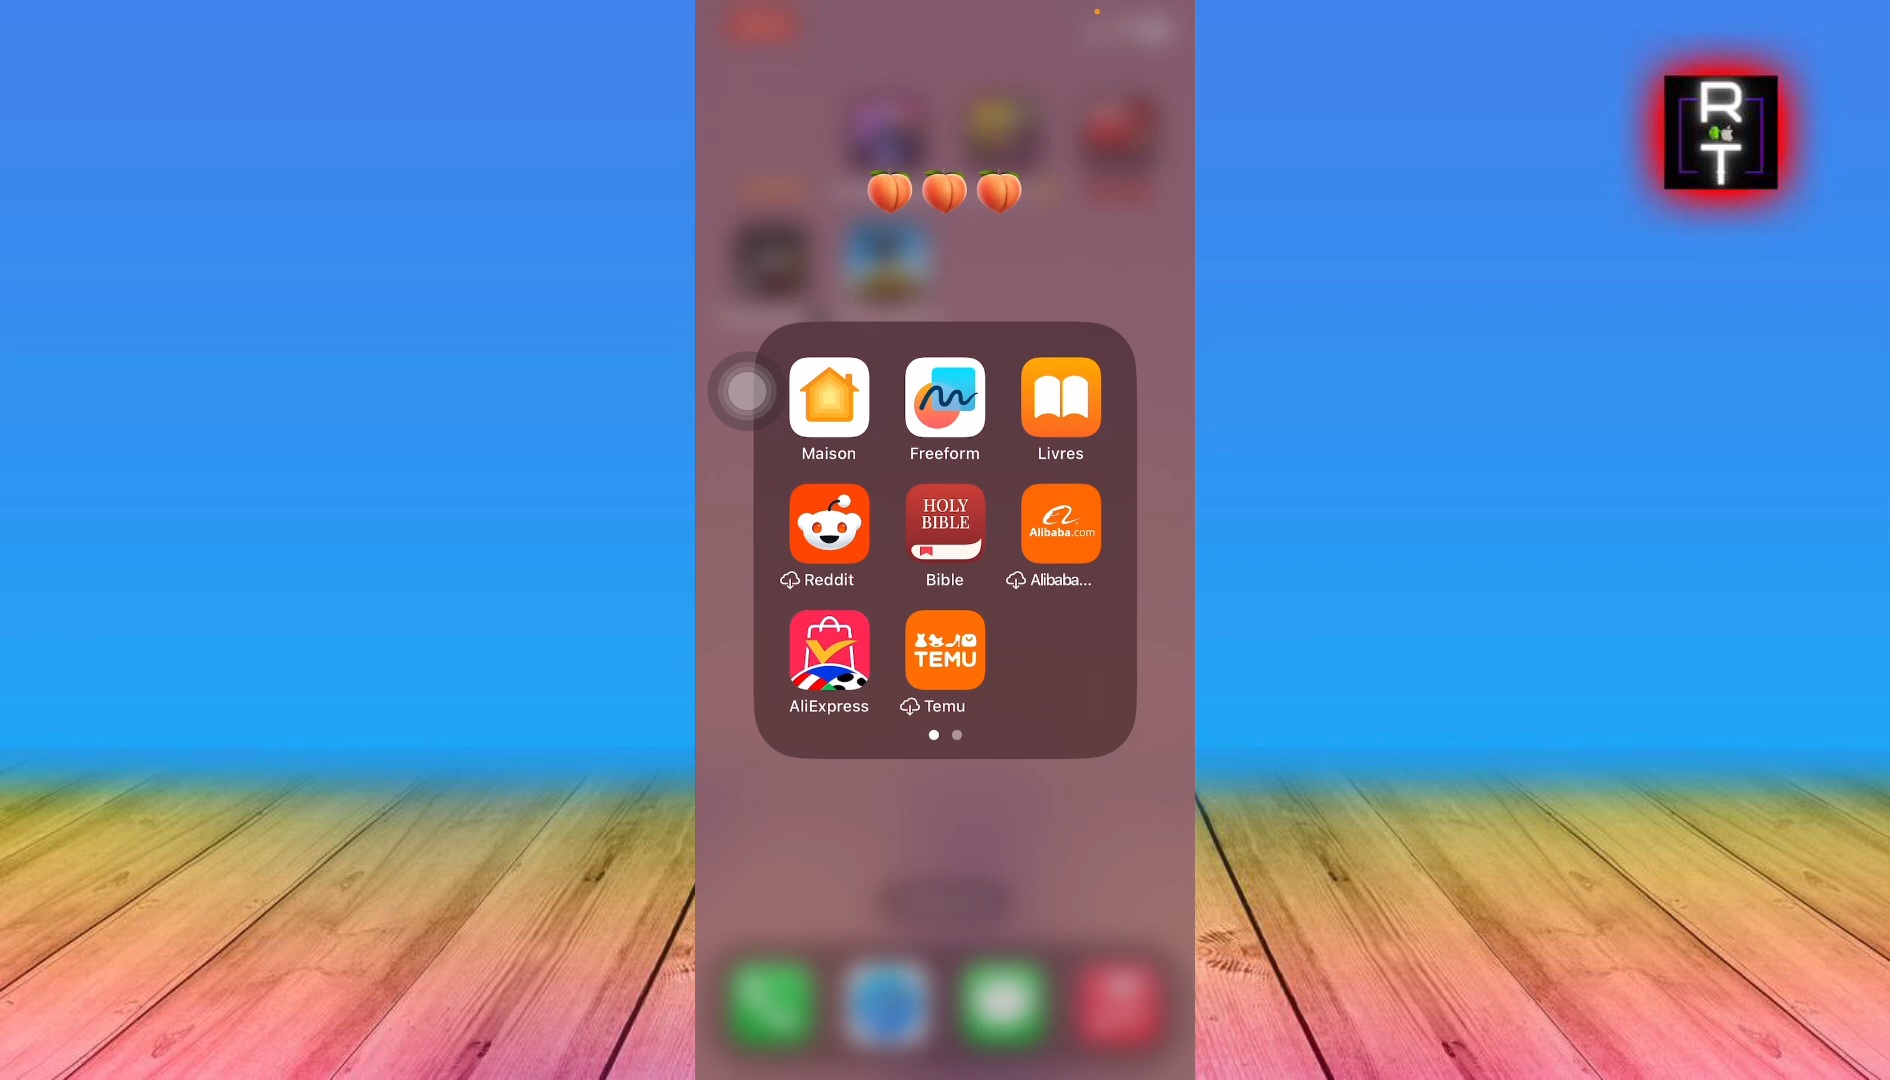 R
T
🍑🍑🍑
Maison
Freeform
Livres
HOLY
BIBLE
Alibaba.com
Reddit
Bible
Alibaba...
TEMU
AliExpress
Temu